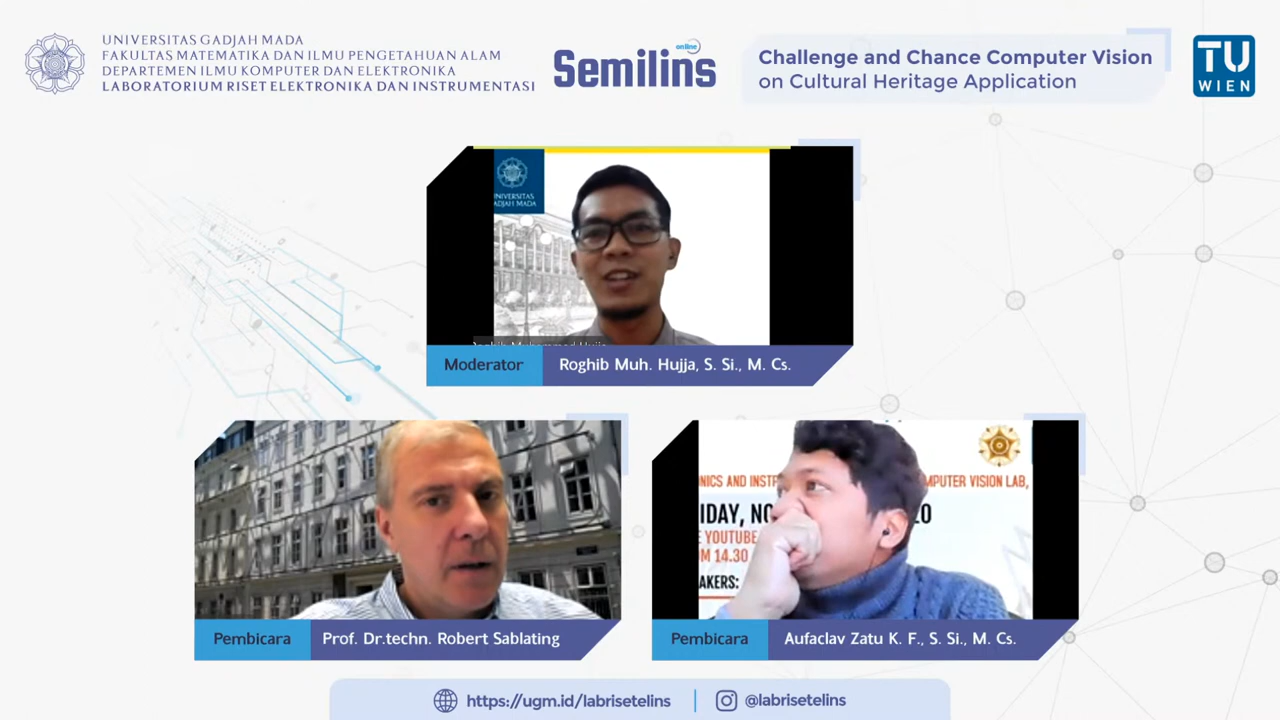 UNIVERSITAS GADJAH MADA
FAKULTAS MATEMATIKA DAN ILMU PENGETAHUAN ALAM
DEPARTEMEN ILMU KOMPUTER DAN ELEKTRONIKA
LABORATORIUM RISET ELEKTRONIKA DAN INSTRUMENTASI
online
Semilins
Challenge and Chance Computer Vision
on Cultural Heritage Application
TU
WIEN
UNIVERSITAS
GADJAH MADA
Moderator
Roghib Muh. Hujja, S. Si., M. Cs.
Pembicara
Prof. Dr.techn. Robert Sablating
NICS AND INSTR
MPUTER VISION LAB,
IDAY, NO
20
E YOUTUBE
M 14.30
AKERS:
Pembicara
Aufaclav Zatu K. F., S. Si., M. Cs.
https://ugm.id/labrisetelins
@labrisetelins